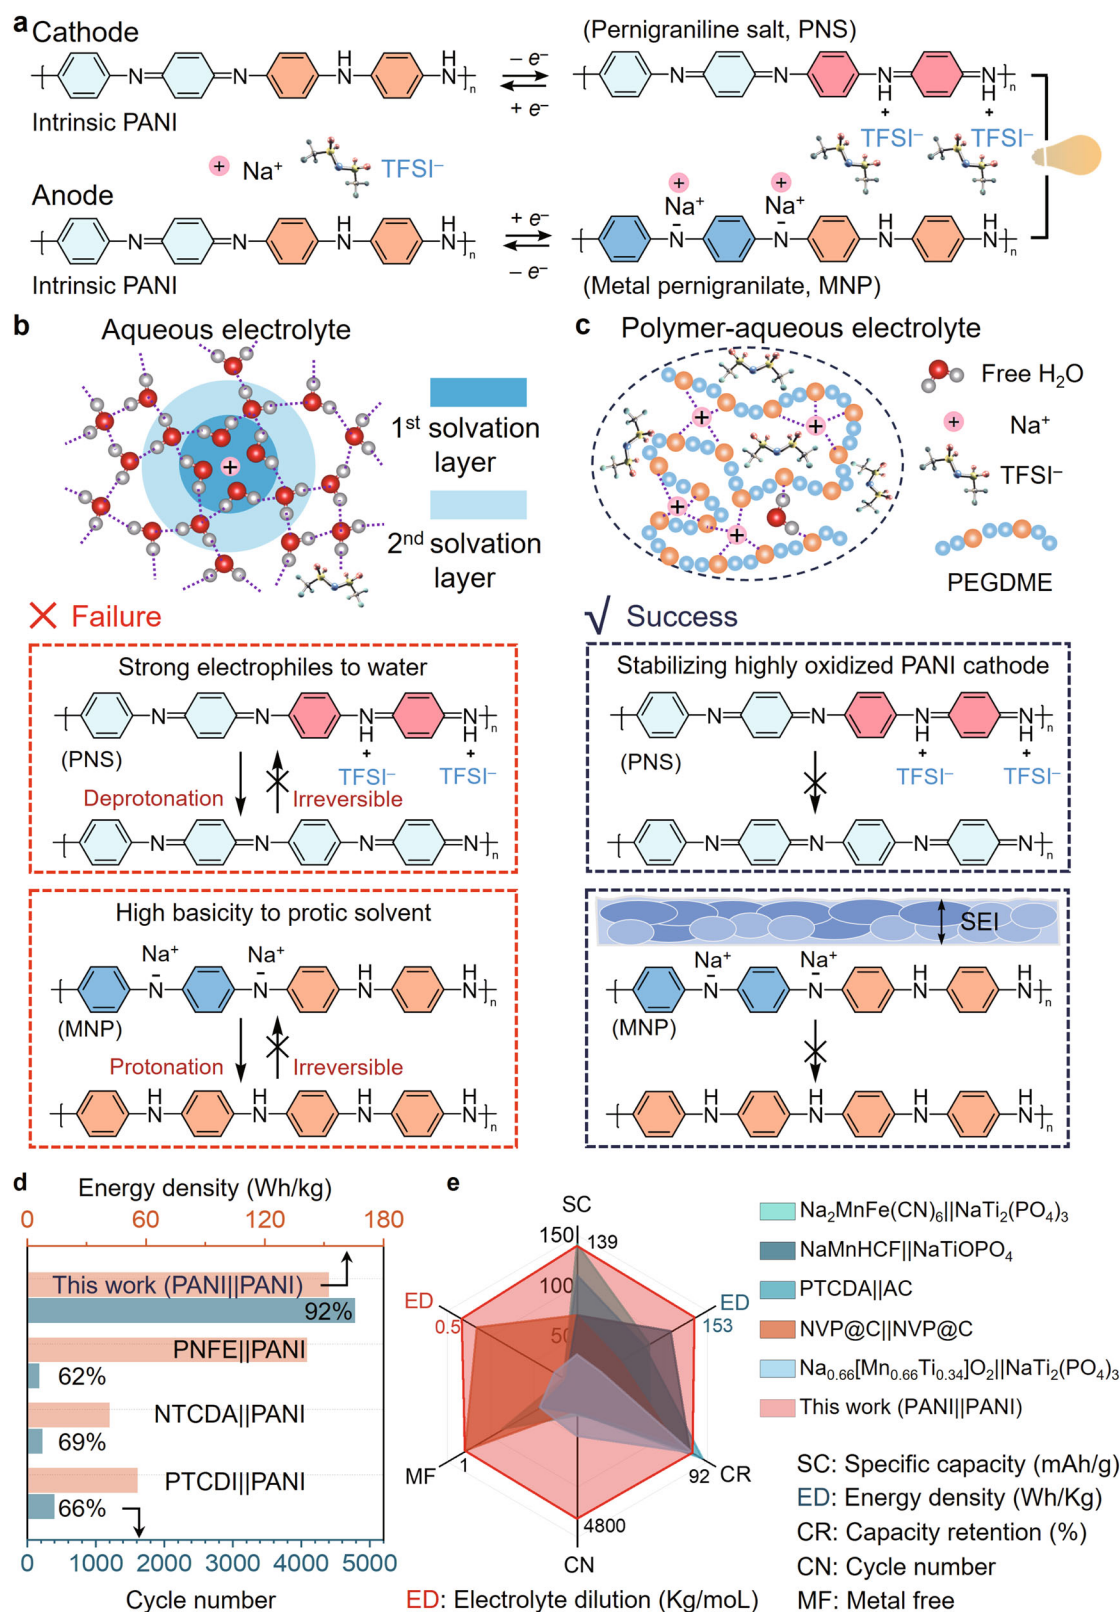 a
Cathode
(Pernigraniline salt, PNS)
N N H N H N n
– e⁻
+ e⁻
N N N H N H n
+ +
Intrinsic PANI
TFSI⁻ TFSI⁻
+ Na⁺ TFSI⁻
Anode
+ +
Na⁺ Na⁺
N N H N H N n
+ e⁻
– e⁻
N N H N H N n
Intrinsic PANI
(Metal pernigranilate, MNP)
b Aqueous electrolyte
+
1st solvation
layer
2nd solvation
layer
c Polymer-aqueous electrolyte
+ + + +
Free H₂O
+ Na⁺
TFSI⁻
PEGDME
× Failure
Strong electrophiles to water
N N N H N H n
+ +
(PNS)
TFSI⁻ TFSI⁻
Deprotonation Irreversible
N N N N n
High basicity to protic solvent
Na⁺ Na⁺
N N H N H N n
(MNP)
Protonation Irreversible
H N H N H N H N n
√ Success
Stabilizing highly oxidized PANI cathode
N N N H N H n
+ +
(PNS)
TFSI⁻ TFSI⁻
N N N N n
SEI
Na⁺ Na⁺
N N H N H N n
(MNP)
H N H N H N H N n
d
Energy density (Wh/kg)
0 60 120 180
This work (PANI||PANI)
92%
PNFE||PANI
62%
NTCDA||PANI
69%
PTCDI||PANI
66%
0 1000 2000 3000 4000 5000
Cycle number
e
SC
150 139
100
50
ED
0.5
ED
153
MF
1
92 CR
4800
CN
Na₂MnFe(CN)₆||NaTi₂(PO₄)₃
NaMnHCF||NaTiOPO₄
PTCDA||AC
NVP@C||NVP@C
Na₀.₆₆[Mn₀.₆₆Ti₀.₃₄]O₂||NaTi₂(PO₄)₃
This work (PANI||PANI)
SC: Specific capacity (mAh/g)
ED: Energy density (Wh/Kg)
CR: Capacity retention (%)
CN: Cycle number
ED: Electrolyte dilution (Kg/moL)
MF: Metal free